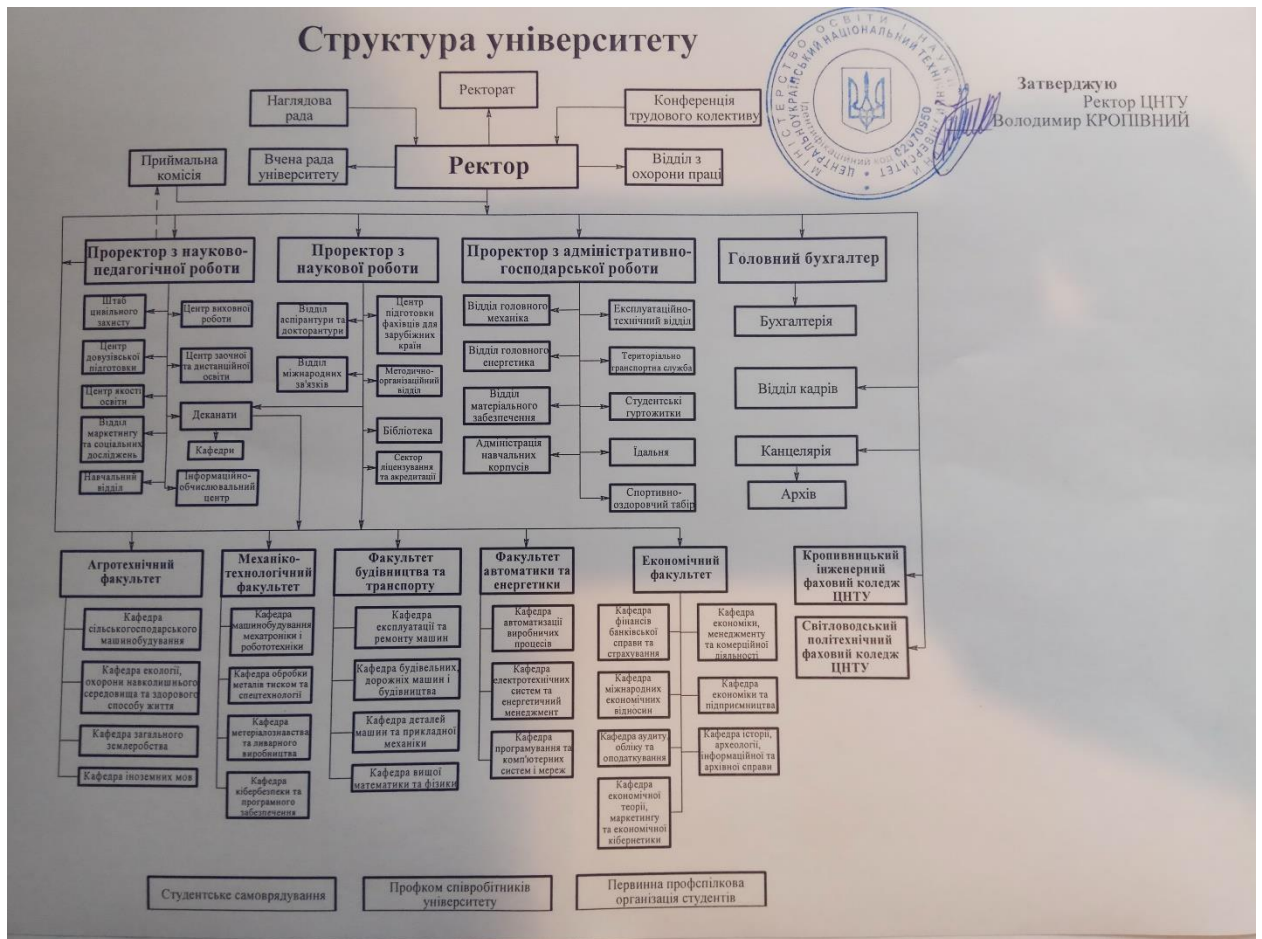 Структура університету
МІНІСТЕРСТВО ОСВІТИ І НАУКИ
ЦЕНТРАЛЬНОУКРАЇНСЬКИЙ НАЦІОНАЛЬНИЙ ТЕХНІЧНИЙ УНІВЕРСИТЕТ
Ідентифікаційний код 02070950
Затверджую
Ректор ЦНТУ
Володимир КРОПІВНИЙ
Ректорат
Наглядова
рада
Конференція
трудового колективу
Приймальна
комісія
Вчена рада
університету
Ректор
Відділ з
охорони праці
Проректор з науково-
педагогічної роботи
Проректор з
наукової роботи
Проректор з адміністративно-
господарської роботи
Головний бухгалтер
Штаб
цивільного
захисту
Центр виховної
роботи
Центр
довузівської
підготовки
Центр заочної
та дистанційної
освіти
Центр якості
освіти
Деканати
Відділ
маркетингу
та соціальних
досліджень
Кафедри
Навчальний
відділ
Інформаційно-
обчислювальний
центр
Відділ
аспірантури та
докторантури
Центр
підготовки
фахівців для
зарубіжних
країн
Відділ
міжнародних
зв'язків
Методично-
організаційний
відділ
Бібліотека
Сектор
ліцензування
та акредитації
Відділ головного
механіка
Експлуатаційно-
технічний відділ
Відділ головного
енергетика
Територіально
транспортна служба
Відділ
матеріального
забезпечення
Студентські
гуртожитки
Адміністрація
навчальних
корпусів
Їдальня
Спортивно-
оздоровчий табір
Бухгалтерія
Відділ кадрів
Канцелярія
Архів
Агротехнічний
факультет
Механіко-
технологічний
факультет
Факультет
будівництва та
транспорту
Факультет
автоматики та
енергетики
Економічний
факультет
Кропивницький
інженерний
фаховий коледж
ЦНТУ
Світловодський
політехнічний
фаховий коледж
ЦНТУ
Кафедра
сільськогосподарського
машинобудування
Кафедра екології,
охорони навколишнього
середовища та здорового
способу життя
Кафедра загального
землеробства
Кафедра іноземних мов
Кафедра
машинобудування
мехатроніки і
робототехніки
Кафедра обробки
металів тиском та
спецтехнології
Кафедра
метеріалознавства
та ливарного
виробництва
Кафедра
кібербезпеки та
програмного
забезпечення
Кафедра
експлуатації та
ремонту машин
Кафедра будівельних,
дорожніх машин і
будівництва
Кафедра деталей
машин та прикладної
механіки
Кафедра вищої
математики та фізики
Кафедра
автоматизації
виробничих
процесів
Кафедра
електротехнічних
систем та
енергетичний
менеджмент
Кафедра
програмування та
комп'ютерних
систем і мереж
Кафедра
фінансів
банківської
справи та
страхування
Кафедра
економіки,
менеджменту
та комерційної
діяльності
Кафедра
міжнародних
економічних
відносин
Кафедра
економіки та
підприємництва
Кафедра аудиту,
обліку та
оподаткування
Кафедра історії,
археології,
інформаційної та
архівної справи
Кафедра
економічної
теорії,
маркетингу
та економічної
кібернетики
Студентське самоврядування
Профком співробітників
університету
Первинна профспілкова
організація студентів